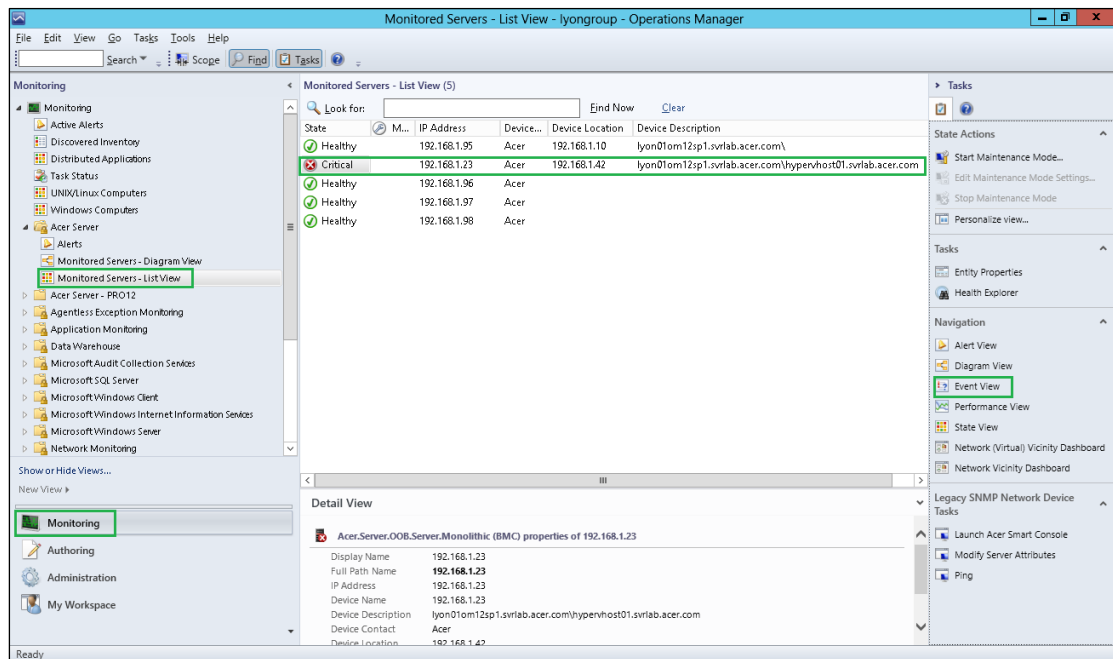 Monitored Servers - List View - lyongroup - Operations Manager
File Edit View Go Tasks Tools Help
Search Scope Find Tasks
Monitoring
Monitoring
Active Alerts
Discovered Inventory
Distributed Applications
Task Status
UNIX/Linux Computers
Windows Computers
Acer Server
Alerts
Monitored Servers - Diagram View
Monitored Servers - List View
Acer Server - PRO12
Agentless Exception Monitoring
Application Monitoring
Data Warehouse
Microsoft Audit Collection Services
Microsoft SQL Server
Microsoft Windows Client
Microsoft Windows Internet Information Services
Microsoft Windows Server
Network Monitoring
Show or Hide Views...
New View
Monitoring
Authoring
Administration
My Workspace
Monitored Servers - List View (5)
Look for: Find Now Clear
State M... IP Address Device... Device Location Device Description
Healthy 192.168.1.95 Acer 192.168.1.10 lyon01om12sp1.svrlab.acer.com\
Critical 192.168.1.23 Acer 192.168.1.42 lyon01om12sp1.svrlab.acer.com\hypervhost01.svrlab.acer.com
Healthy 192.168.1.96 Acer
Healthy 192.168.1.97 Acer
Healthy 192.168.1.98 Acer
Detail View
Acer.Server.OOB.Server.Monolithic (BMC) properties of 192.168.1.23
Display Name 192.168.1.23
Full Path Name 192.168.1.23
IP Address 192.168.1.23
Device Name 192.168.1.23
Device Description lyon01om12sp1.svrlab.acer.com\hypervhost01.svrlab.acer.com
Device Contact Acer
Device Location 192.168.1.42
Tasks
State Actions
Start Maintenance Mode...
Edit Maintenance Mode Settings...
Stop Maintenance Mode
Personalize view...
Tasks
Entity Properties
Health Explorer
Navigation
Alert View
Diagram View
Event View
Performance View
State View
Network (Virtual) Vicinity Dashboard
Network Vicinity Dashboard
Legacy SNMP Network Device
Tasks
Launch Acer Smart Console
Modify Server Attributes
Ping
Ready